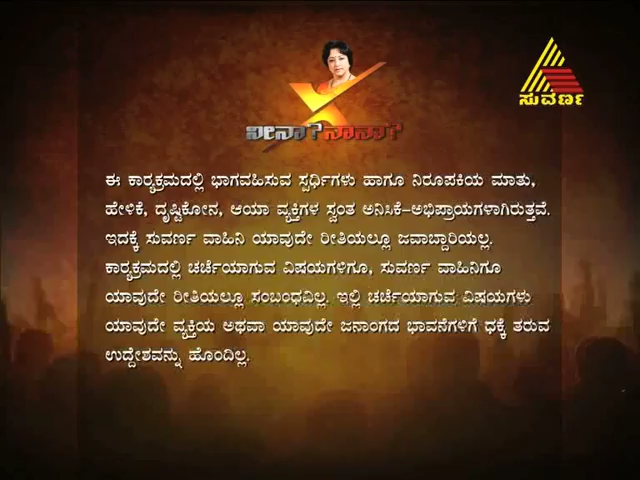 ಸುವರ್ಣ
ನೀನಾ? ನಾನಾ?
ಈ ಕಾರ್‍ಯಕ್ರಮದಲ್ಲಿ ಭಾಗವಹಿಸುವ ಸ್ಪರ್ಧಿಗಳು ಹಾಗೂ ನಿರೂಪಕಿಯ ಮಾತು,
ಹೇಳಿಕೆ, ದೃಷ್ಟಿಕೋನ, ಆಯಾ ವ್ಯಕ್ತಿಗಳ ಸ್ವಂತ ಅನಿಸಿಕೆ–ಅಭಿಪ್ರಾಯಗಳಾಗಿರುತ್ತವೆ.
ಇದಕ್ಕೆ ಸುವರ್ಣ ವಾಹಿನಿ ಯಾವುದೇ ರೀತಿಯಲ್ಲೂ ಜವಾಬ್ದಾರಿಯಲ್ಲ.
ಕಾರ್‍ಯಕ್ರಮದಲ್ಲಿ ಚರ್ಚೆಯಾಗುವ ವಿಷಯಗಳಿಗೂ, ಸುವರ್ಣ ವಾಹಿನಿಗೂ
ಯಾವುದೇ ರೀತಿಯಲ್ಲೂ ಸಂಬಂಧವಿಲ್ಲ. ಇಲ್ಲಿ ಚರ್ಚೆಯಾಗುವ ವಿಷಯಗಳು
ಯಾವುದೇ ವ್ಯಕ್ತಿಯ ಅಥವಾ ಯಾವುದೇ ಜನಾಂಗದ ಭಾವನೆಗಳಿಗೆ ಧಕ್ಕೆ ತರುವ
ಉದ್ದೇಶವನ್ನು ಹೊಂದಿಲ್ಲ.